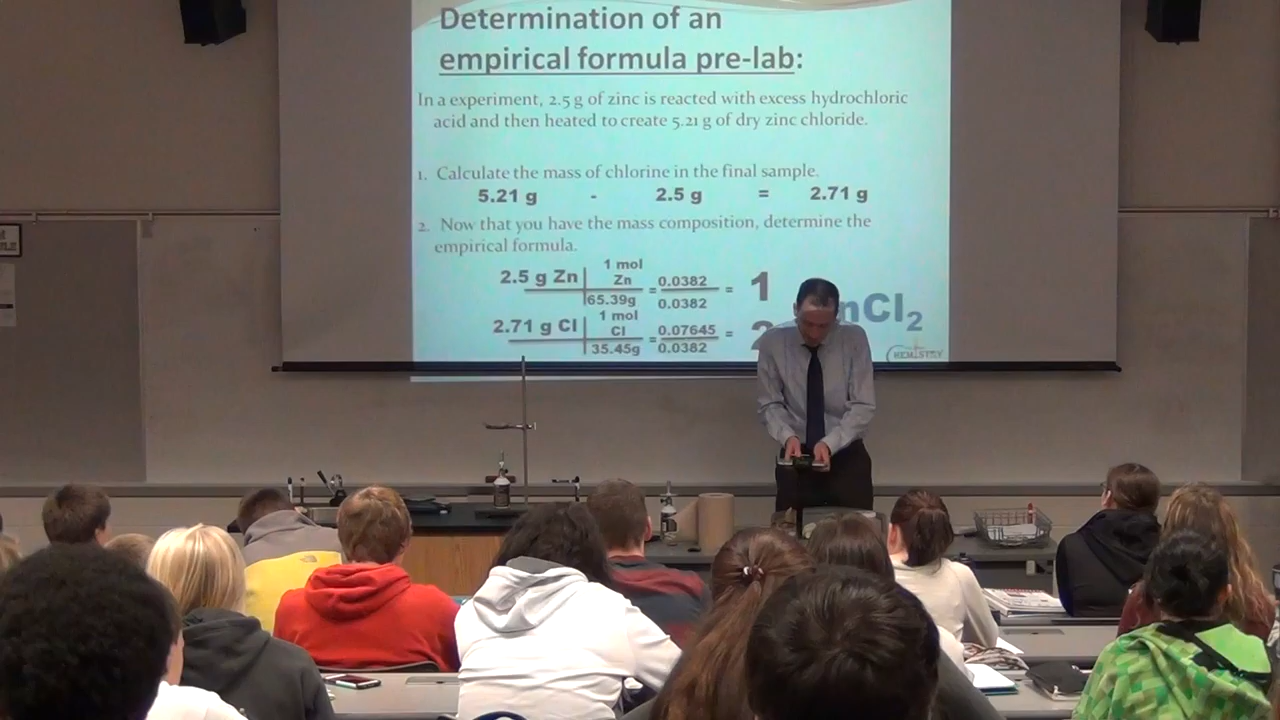 Determination of an
empirical formula pre-lab:
In a experiment, 2.5 g of zinc is reacted with excess hydrochloric
acid and then heated to create 5.21 g of dry zinc chloride.
1. Calculate the mass of chlorine in the final sample.
5.21 g - 2.5 g = 2.71 g
2. Now that you have the mass composition, determine the
empirical formula.
2.5 g Zn 1 mol Zn = 0.0382 = 1
65.39g 0.0382
2.71 g Cl 1 mol Cl = 0.07645 =
35.45g 0.0382
nCl2